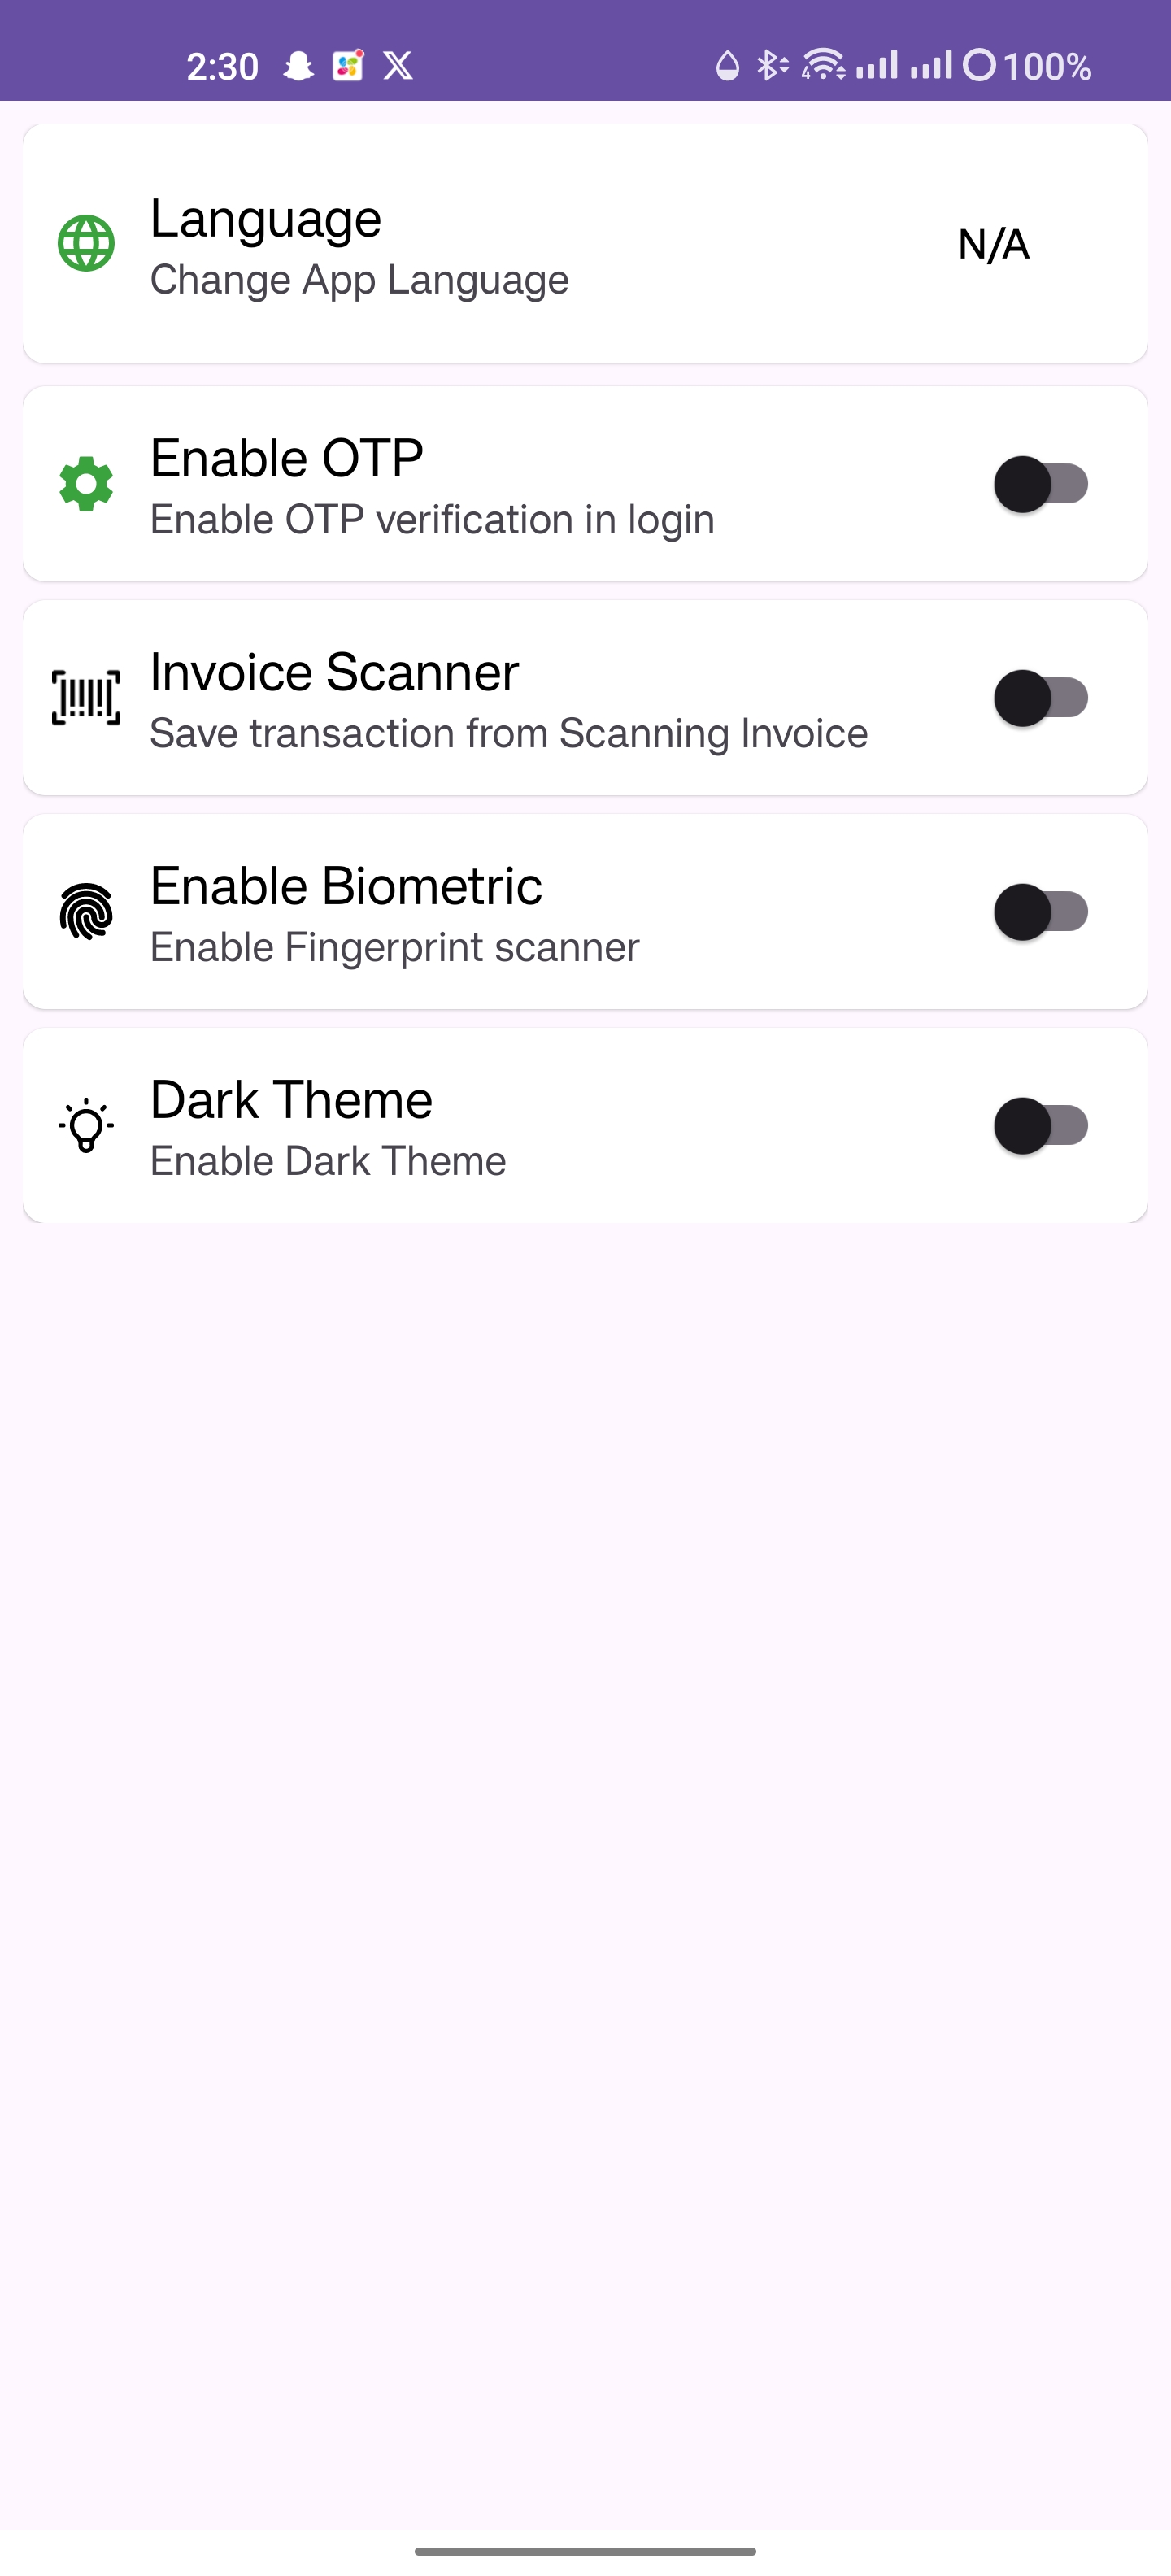 2:30 100%
Language
Change App Language
N/A
Enable OTP
Enable OTP verification in login
Invoice Scanner
Save transaction from Scanning Invoice
Enable Biometric
Enable Fingerprint scanner
Dark Theme
Enable Dark Theme